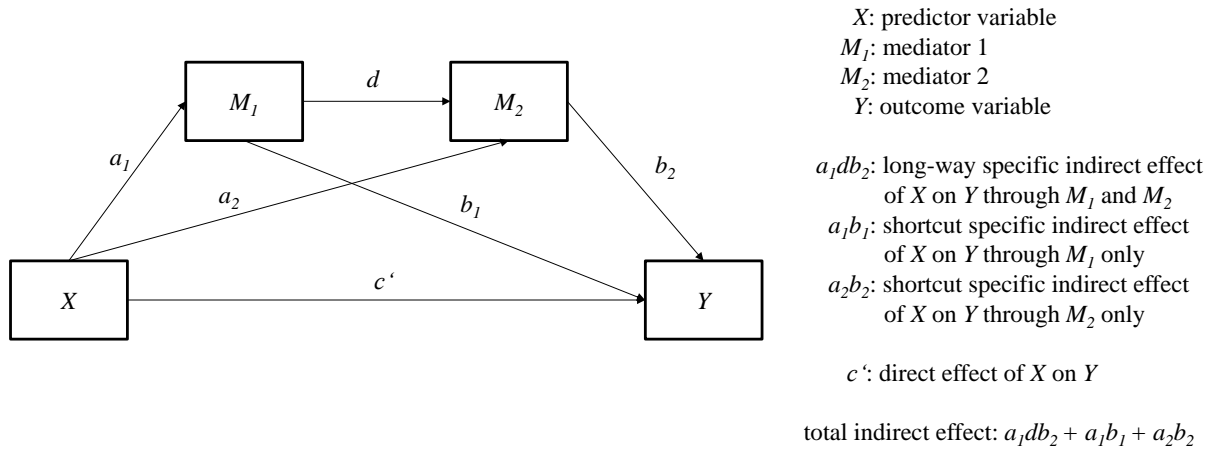 M1
d
M2
a1
a2
b1
b2
X
c‘
Y
X: predictor variable
M1: mediator 1
M2: mediator 2
Y: outcome variable
a1db2: long-way specific indirect effect
of X on Y through M1 and M2
a1b1: shortcut specific indirect effect
of X on Y through M1 only
a2b2: shortcut specific indirect effect
of X on Y through M2 only
c‘: direct effect of X on Y
total indirect effect: a1db2 + a1b1 + a2b2